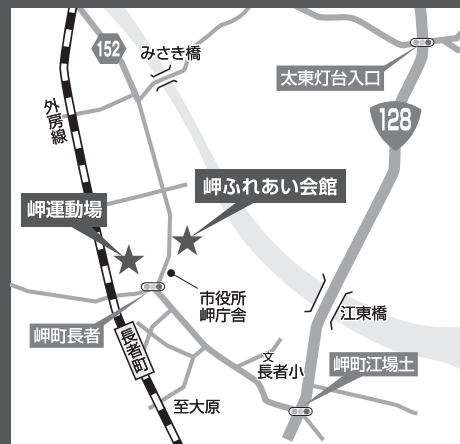 152
みさき橋
太東灯台入口
外房線
128
岬ふれあい会館
岬運動場
市役所
岬庁舎
江東橋
岬町長者
長者町
文
長者小
岬町江場土
至大原